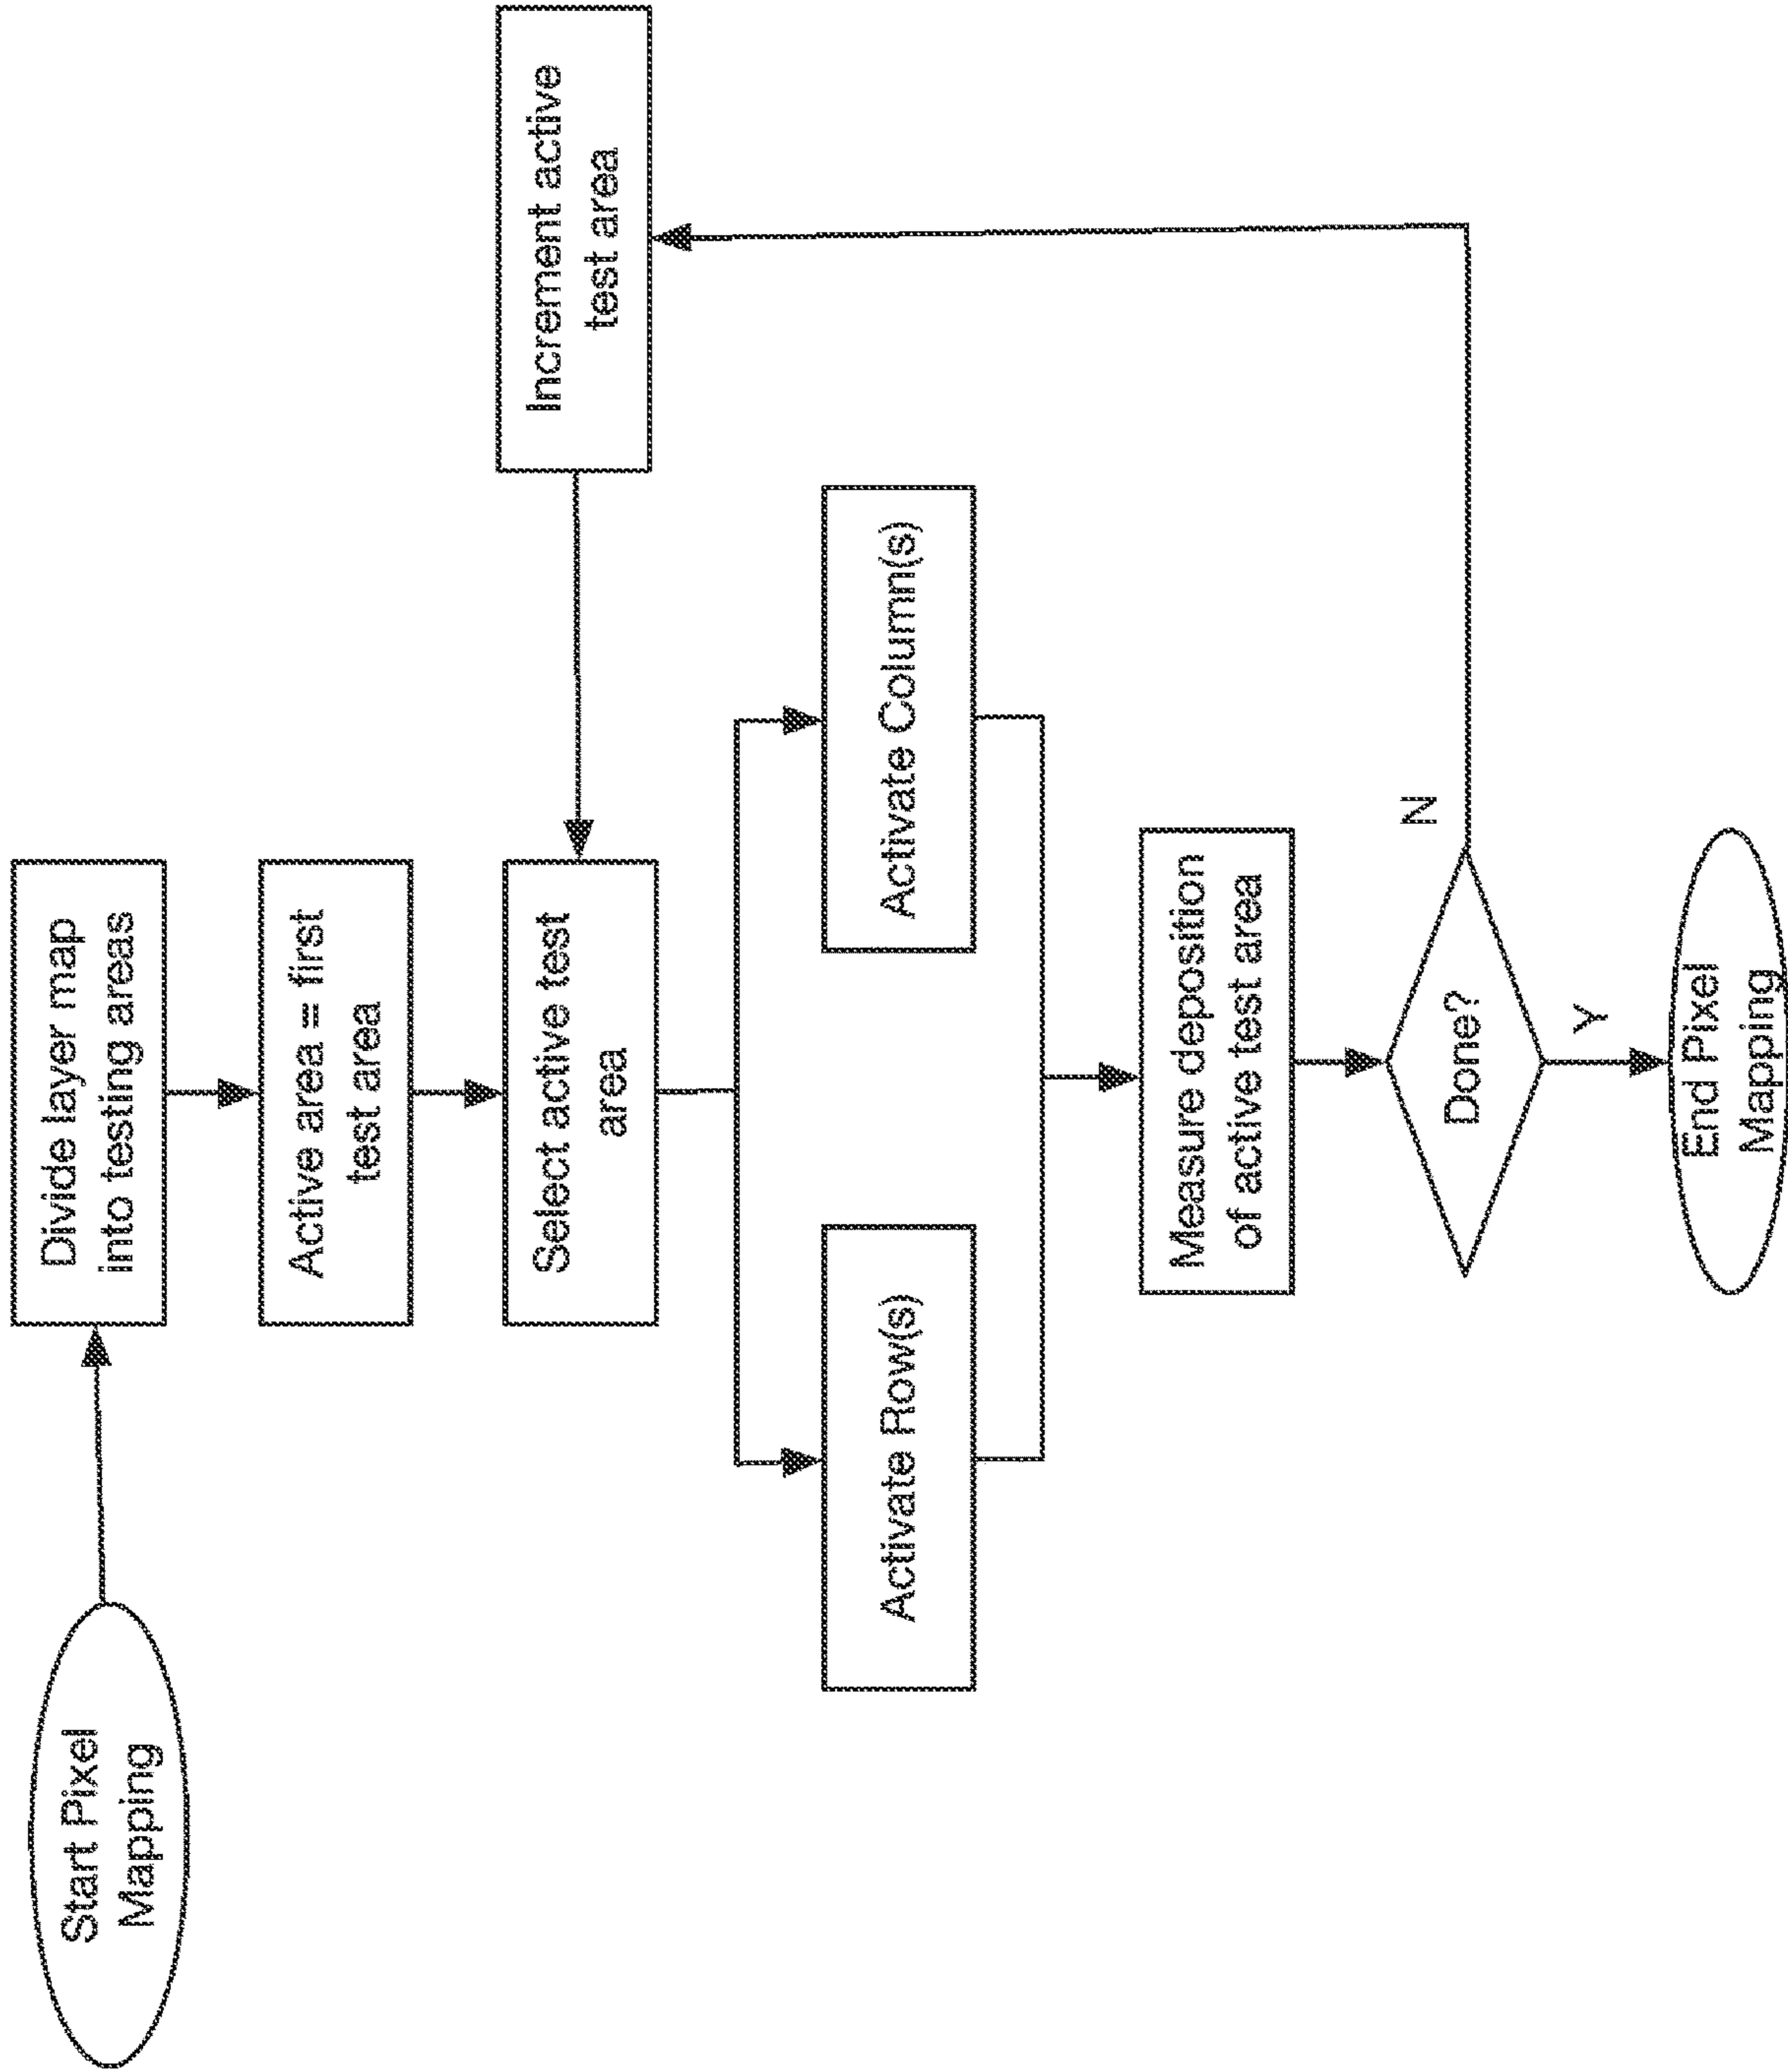 Start Pixel
Mapping
Divide layer map
into testing areas
Active area = first
test area
Select active test
area
Increment active
test area
Activate Row(s)
Activate Column(s)
Measure deposition
of active test area
Done?
N
Y
End Pixel
Mapping